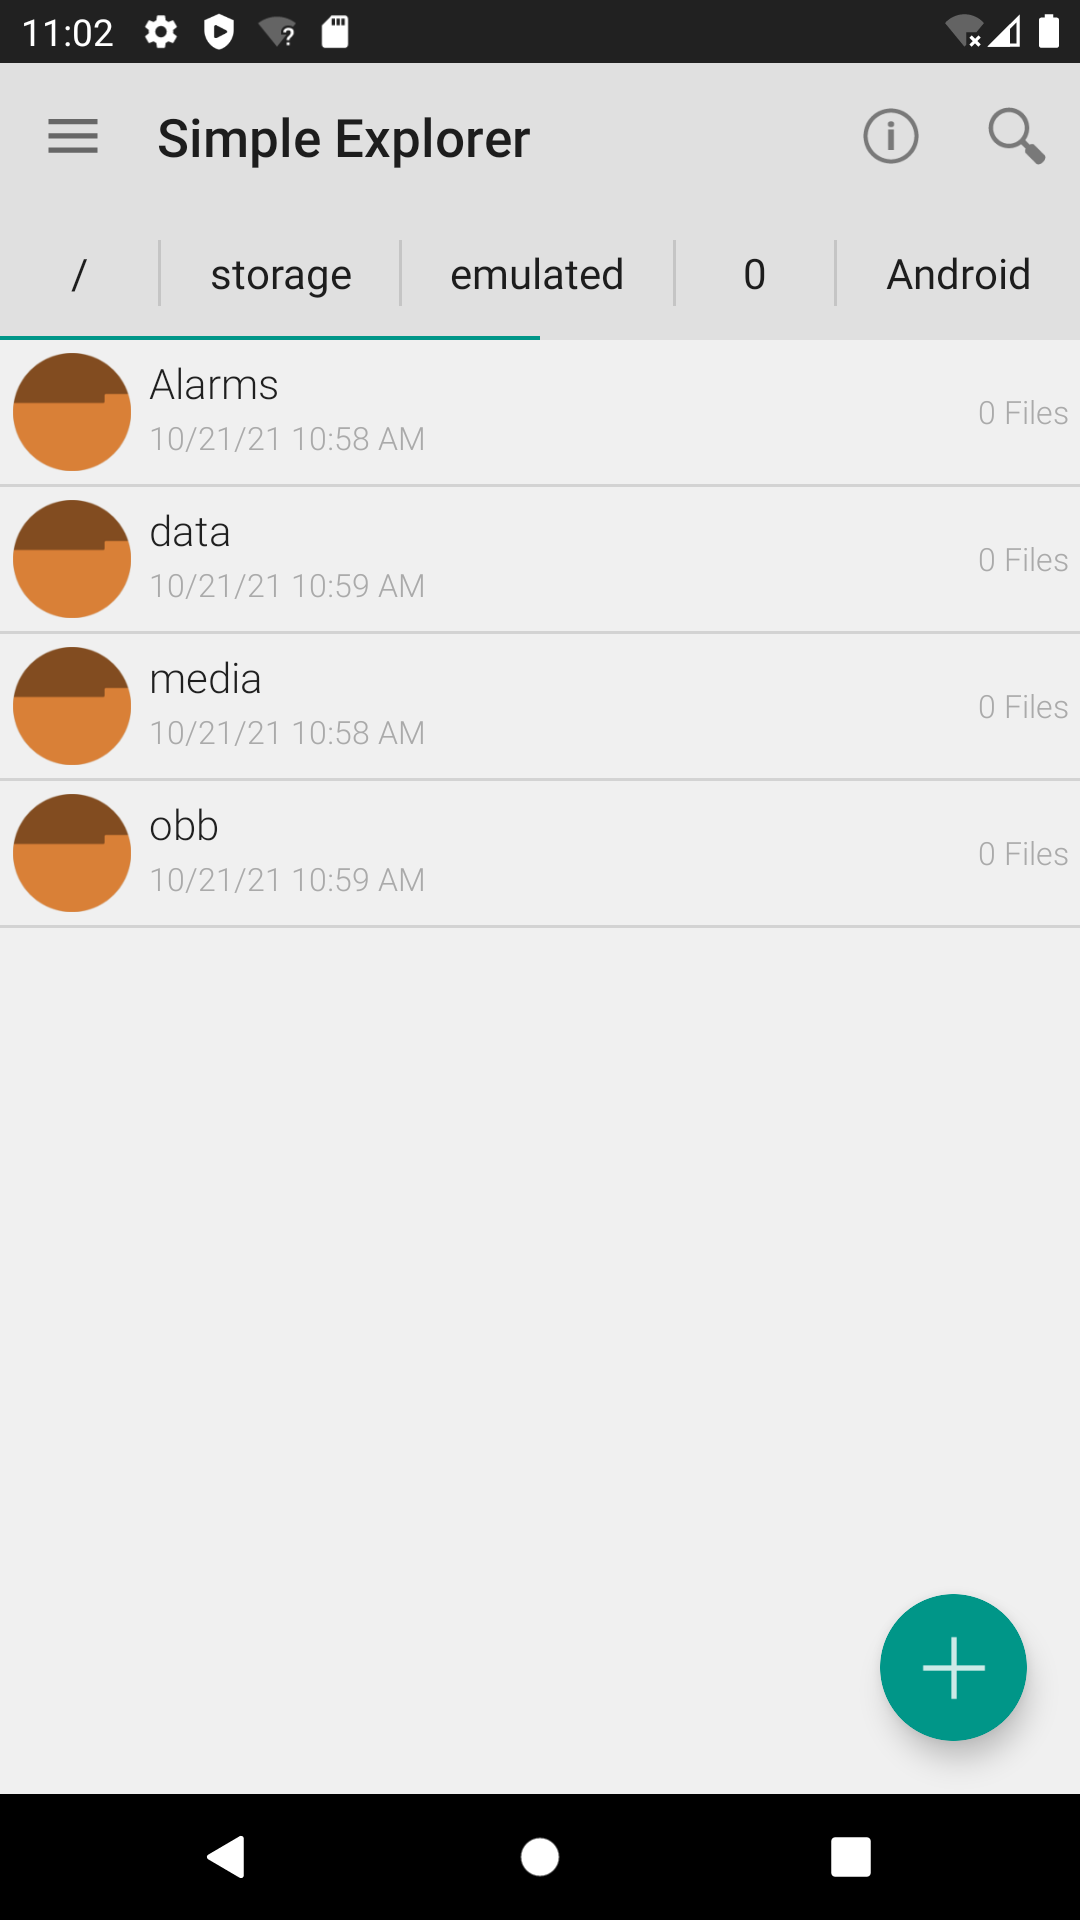 11:02
Simple Explorer
/ storage emulated 0 Android
Alarms
10/21/21 10:58 AM
0 Files
data
10/21/21 10:59 AM
0 Files
media
10/21/21 10:58 AM
0 Files
obb
10/21/21 10:59 AM
0 Files